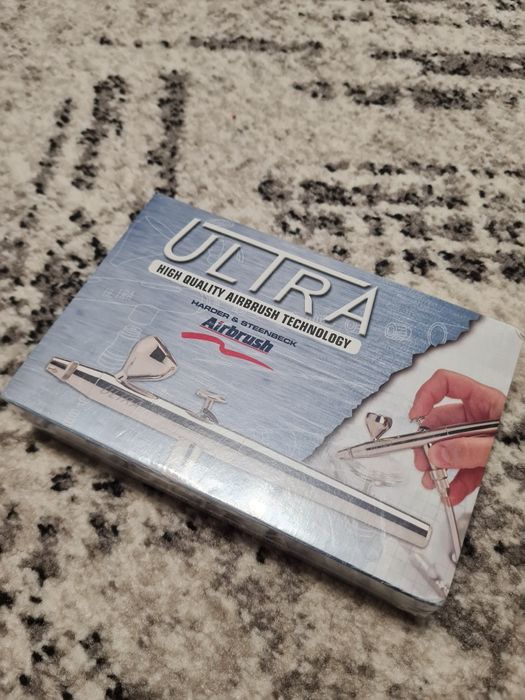 ULTRA
HIGH QUALITY AIRBRUSH TECHNOLOGY
HARDER & STEENBECK
Airbrush